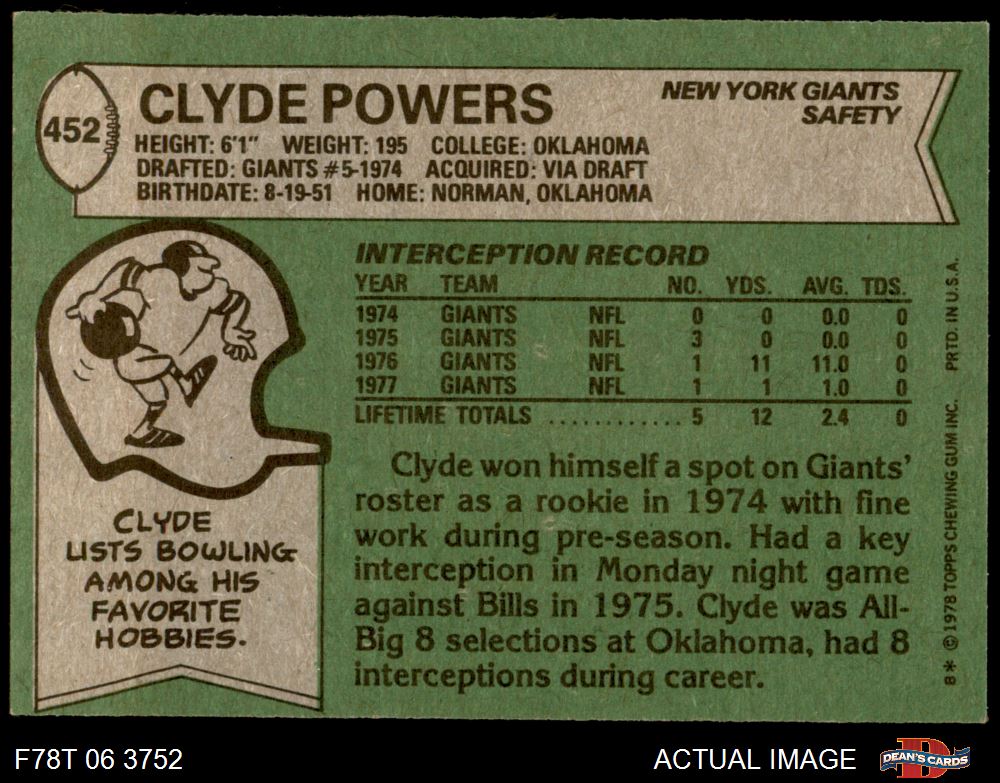 452
CLYDE POWERS
NEW YORK GIANTS
SAFETY
HEIGHT: 6'1" WEIGHT: 195 COLLEGE: OKLAHOMA
DRAFTED: GIANTS #5-1974 ACQUIRED: VIA DRAFT
BIRTHDATE: 8-19-51 HOME: NORMAN, OKLAHOMA
INTERCEPTION RECORD
YEAR TEAM NO. YDS. AVG. TDS.
1974 GIANTS NFL 0 0 0.0 0
1975 GIANTS NFL 3 0 0.0 0
1976 GIANTS NFL 1 11 11.0 0
1977 GIANTS NFL 1 1 1.0 0
LIFETIME TOTALS ............ 5 12 2.4 0
Clyde won himself a spot on Giants'
roster as a rookie in 1974 with fine
work during pre-season. Had a key
interception in Monday night game
against Bills in 1975. Clyde was All-
Big 8 selections at Oklahoma, had 8
interceptions during career.
CLYDE
LISTS BOWLING
AMONG HIS
FAVORITE
HOBBIES.
8* © 1978 TOPPS CHEWING GUM INC. PRTD. IN U.S.A.
F78T 06 3752
ACTUAL IMAGE
D
DEAN'S CARDS